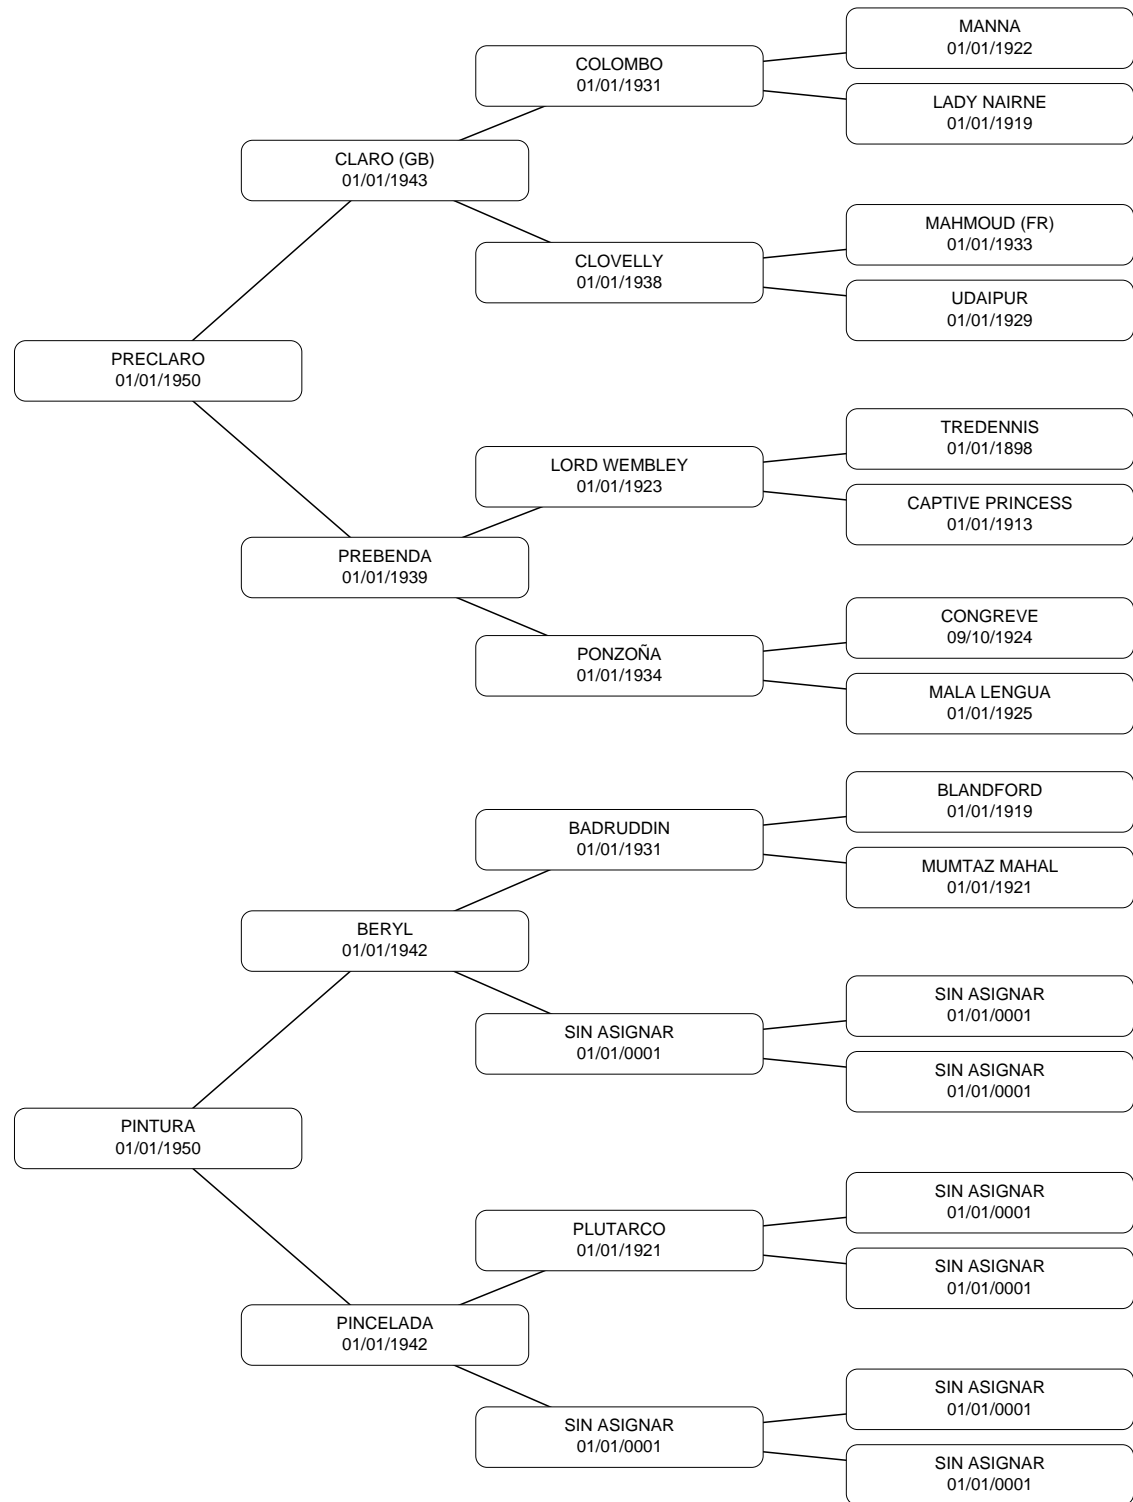 MANNA
01/01/1922
COLOMBO
01/01/1931
LADY NAIRNE
01/01/1919
CLARO (GB)
01/01/1943
MAHMOUD (FR)
01/01/1933
CLOVELLY
01/01/1938
UDAIPUR
01/01/1929
PRECLARO
01/01/1950
TREDENNIS
01/01/1898
LORD WEMBLEY
01/01/1923
CAPTIVE PRINCESS
01/01/1913
PREBENDA
01/01/1939
CONGREVE
09/10/1924
PONZOÑA
01/01/1934
MALA LENGUA
01/01/1925
BLANDFORD
01/01/1919
BADRUDDIN
01/01/1931
MUMTAZ MAHAL
01/01/1921
BERYL
01/01/1942
SIN ASIGNAR
01/01/0001
SIN ASIGNAR
01/01/0001
SIN ASIGNAR
01/01/0001
PINTURA
01/01/1950
SIN ASIGNAR
01/01/0001
PLUTARCO
01/01/1921
SIN ASIGNAR
01/01/0001
PINCELADA
01/01/1942
SIN ASIGNAR
01/01/0001
SIN ASIGNAR
01/01/0001
SIN ASIGNAR
01/01/0001